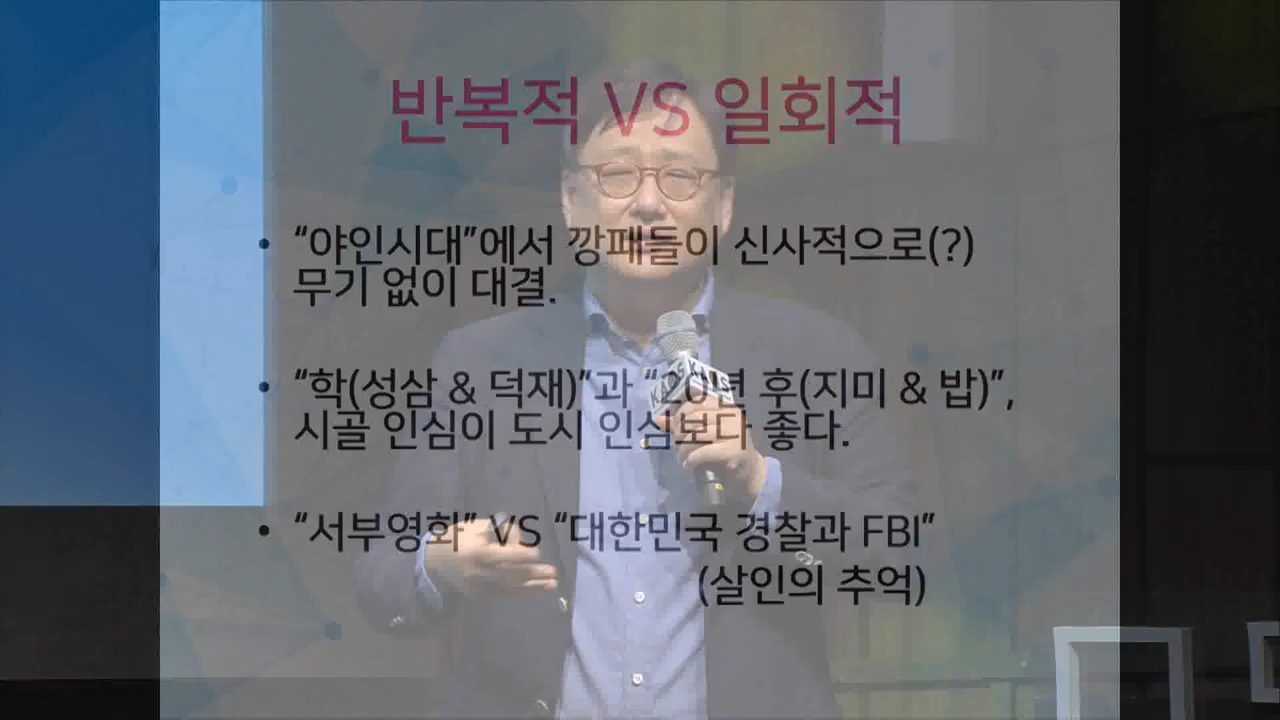 반복적 VS 일회적
• “야인시대”에서 깡패들이 신사적으로(?)
무기 없이 대결.
• “학(성삼 & 덕재)”과 “20년 후(지미 & 밥)”,
시골 인심이 도시 인심보다 좋다.
• “서부영화” VS “대한민국 경찰과 FBI”
(살인의 추억)